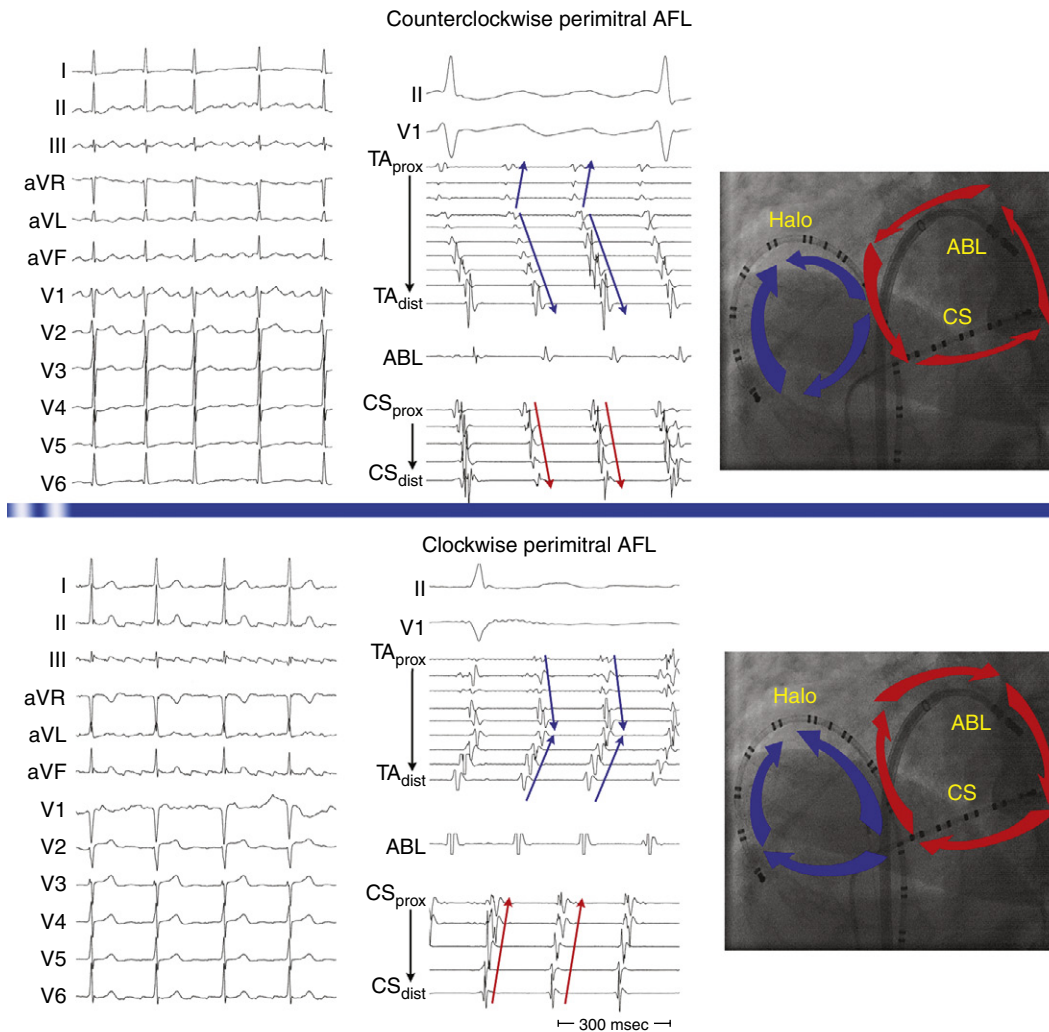 Counterclockwise perimitral AFL
I
II
III
aVR
aVL
aVF
V1
V2
V3
V4
V5
V6
II
V1
TAprox
TAdist
ABL
CSprox
CSdist
Halo
ABL
CS
Clockwise perimitral AFL
I
II
III
aVR
aVL
aVF
V1
V2
V3
V4
V5
V6
II
V1
TAprox
TAdist
ABL
CSprox
CSdist
300 msec
Halo
ABL
CS